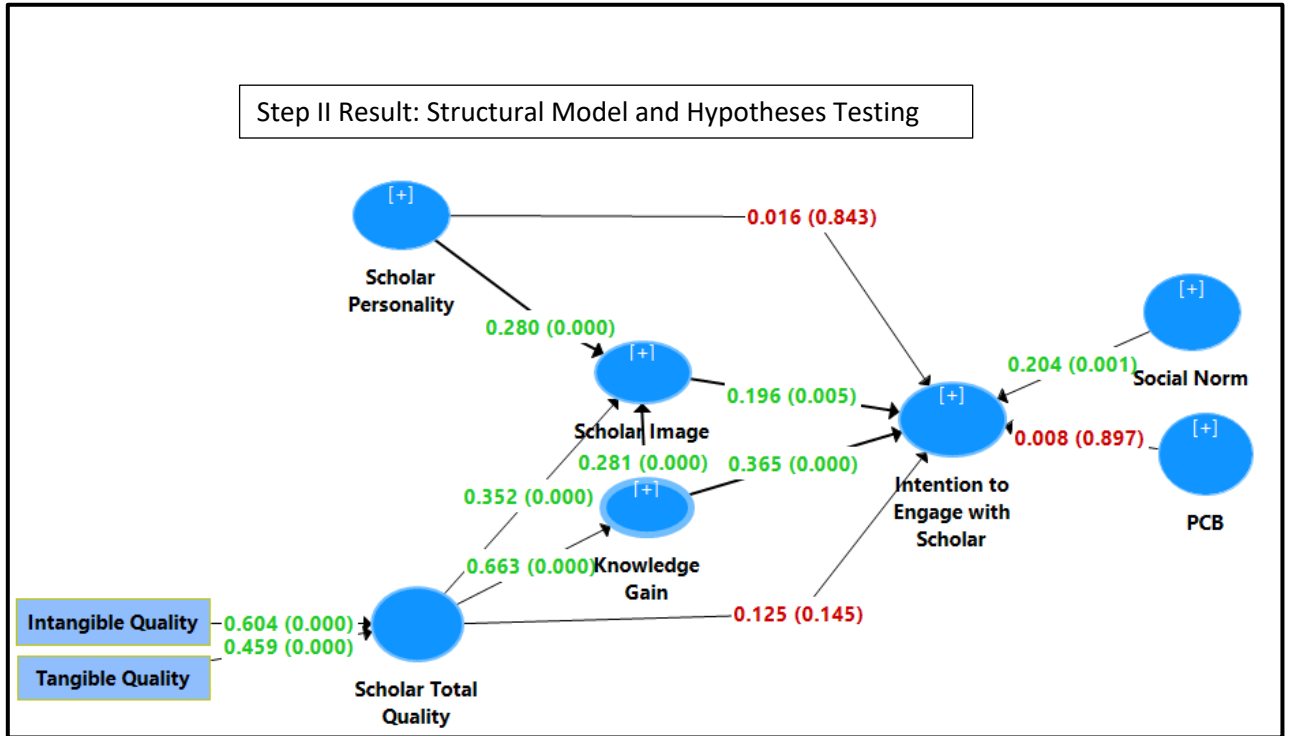 Step II Result: Structural Model and Hypotheses Testing
[+]
0.016 (0.843)
Scholar
Personality
[+]
0.280 (0.000)
[+]
0.204 (0.001)
Social Norm
0.196 (0.005)
[+]
Scholar Image
0.008 (0.897)
[+]
0.281 (0.000)
0.365 (0.000)
Intention to
Engage with
Scholar
[+]
0.352 (0.000)
PCB
0.663 (0.000)
Knowledge
Gain
Intangible Quality
0.604 (0.000)
0.125 (0.145)
0.459 (0.000)
Tangible Quality
Scholar Total
Quality